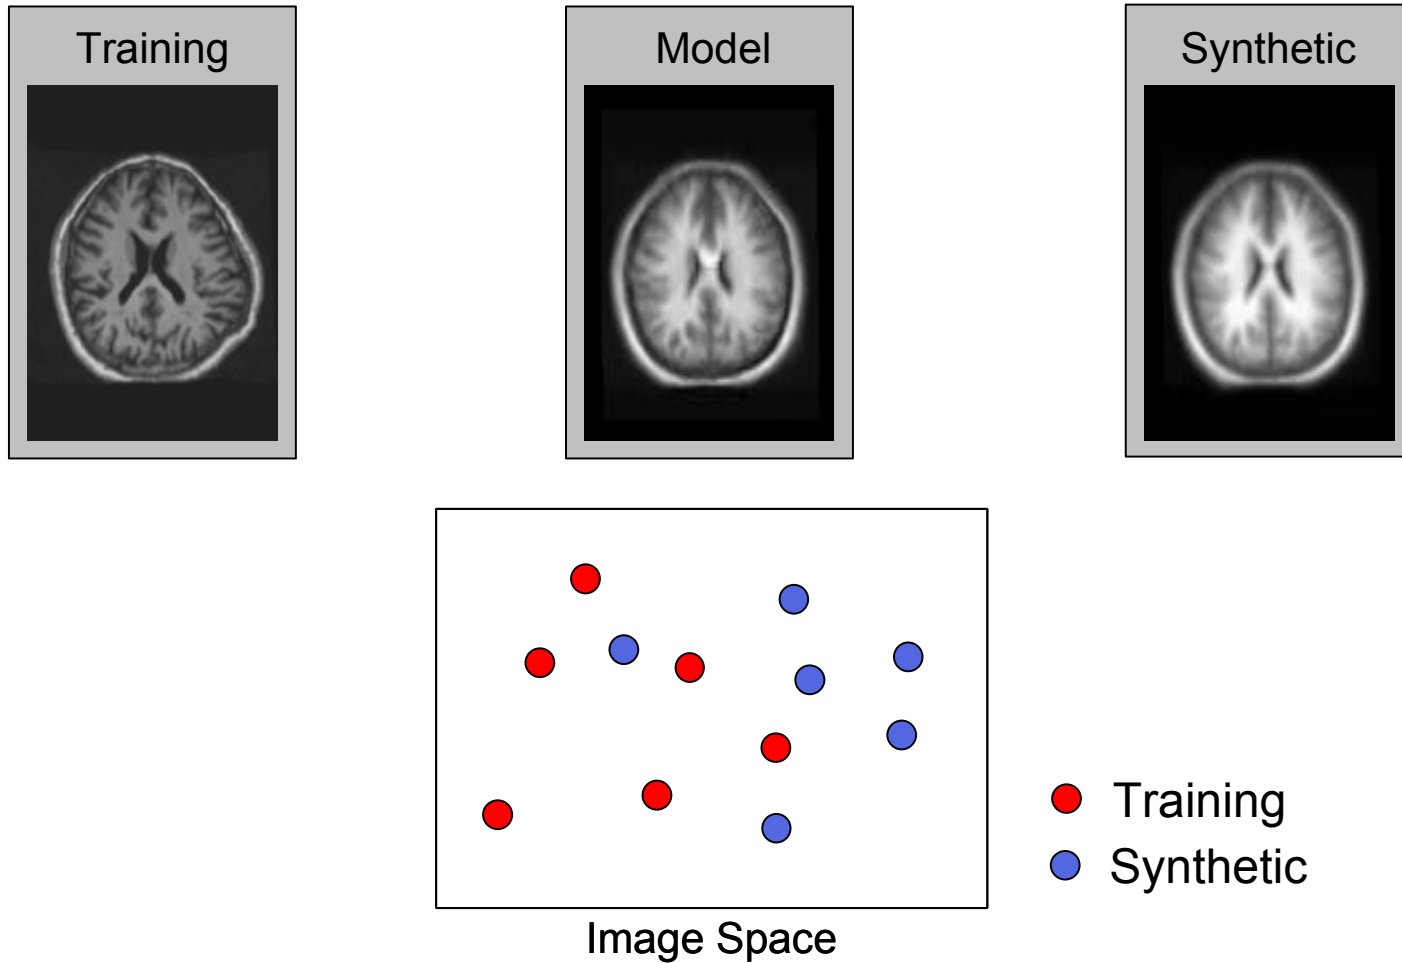 Training
Model
Synthetic
Training
Synthetic
Image Space